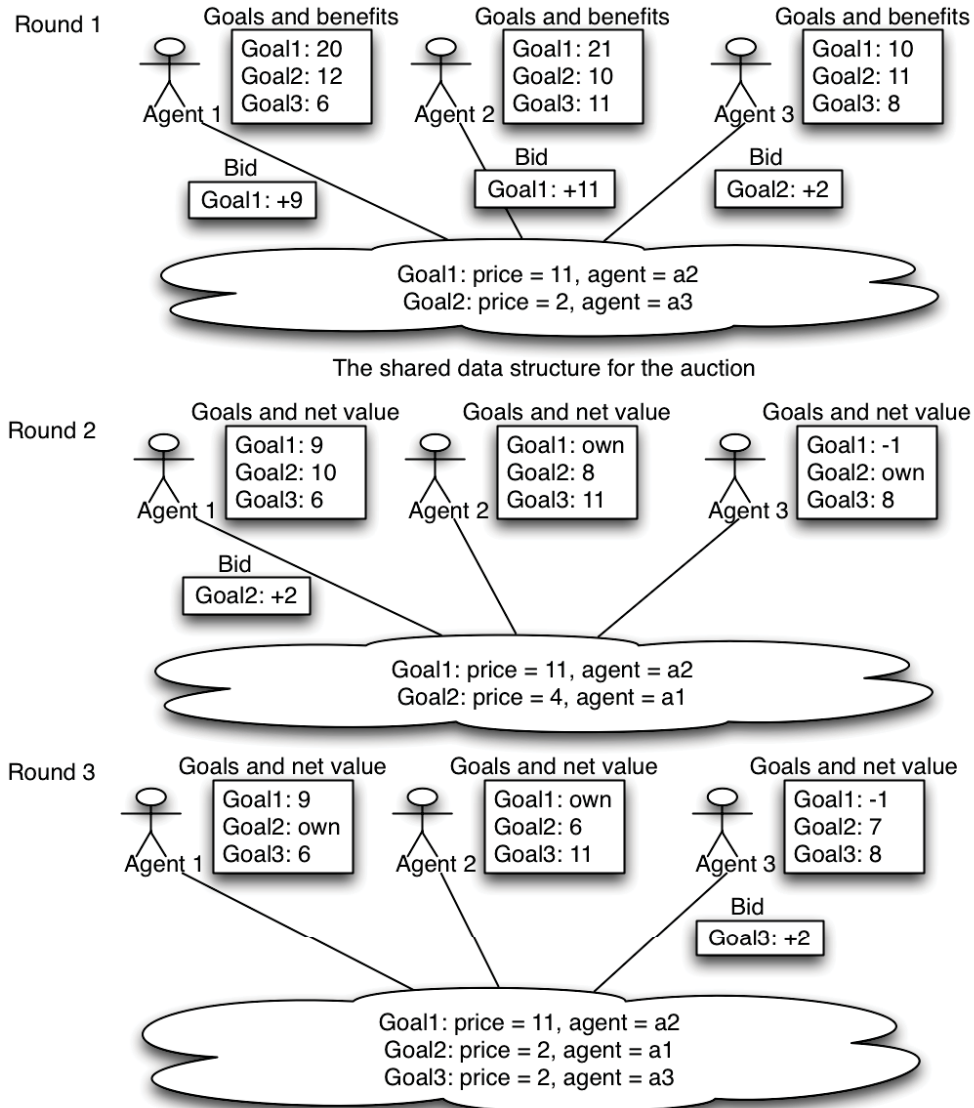 Round 1
Goals and benefits
Goals and benefits
Goals and benefits
Goal1: 20
Goal2: 12
Goal3: 6
Agent 1
Goal1: 21
Goal2: 10
Goal3: 11
Agent 2
Goal1: 10
Goal2: 11
Goal3: 8
Agent 3
Bid
Goal1: +9
Bid
Goal1: +11
Bid
Goal2: +2
Goal1: price = 11, agent = a2
Goal2: price = 2, agent = a3
The shared data structure for the auction
Round 2
Goals and net value
Goals and net value
Goals and net value
Goal1: 9
Goal2: 10
Goal3: 6
Agent 1
Goal1: own
Goal2: 8
Goal3: 11
Agent 2
Goal1: -1
Goal2: own
Goal3: 8
Agent 3
Bid
Goal2: +2
Goal1: price = 11, agent = a2
Goal2: price = 4, agent = a1
Round 3
Goals and net value
Goals and net value
Goals and net value
Goal1: 9
Goal2: own
Goal3: 6
Agent 1
Goal1: own
Goal2: 6
Goal3: 11
Agent 2
Goal1: -1
Goal2: 7
Goal3: 8
Agent 3
Bid
Goal3: +2
Goal1: price = 11, agent = a2
Goal2: price = 2, agent = a1
Goal3: price = 2, agent = a3